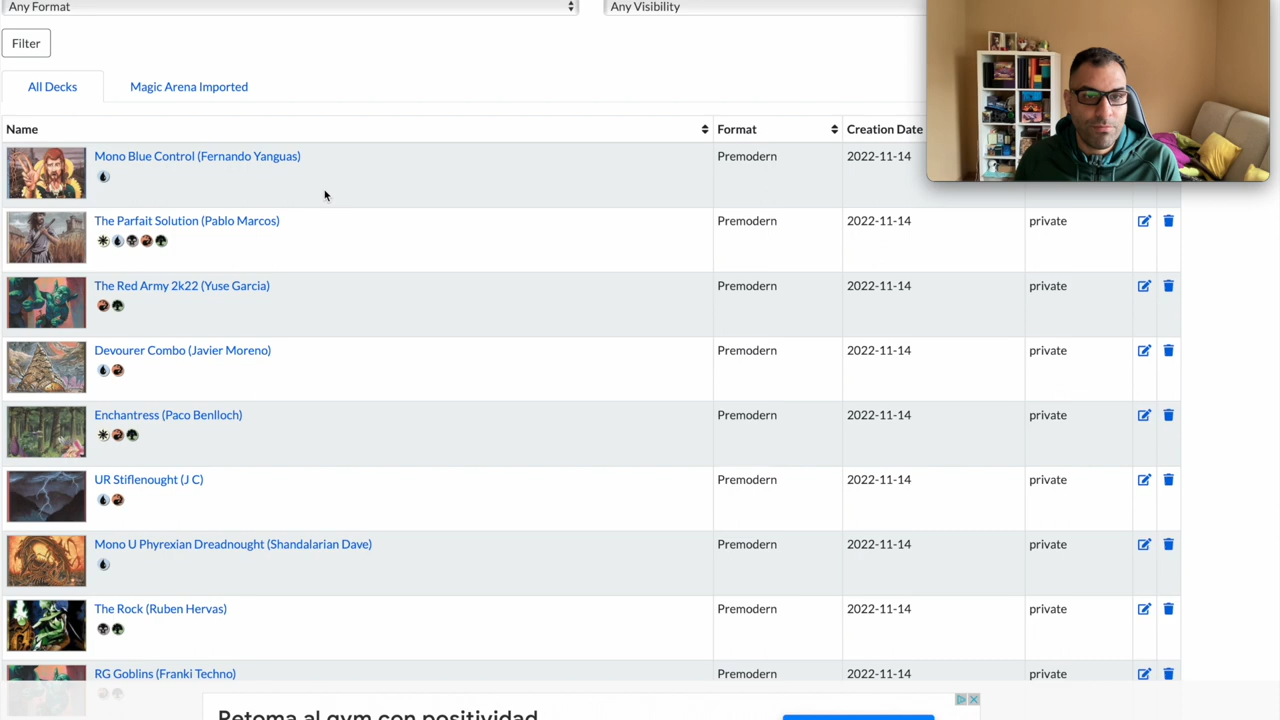 Any Format
Any Visibility
Filter
All Decks
Magic Arena Imported
Name
Format
Creation Date
Mono Blue Control (Fernando Yanguas)
Premodern
2022-11-14
The Parfait Solution (Pablo Marcos)
Premodern
2022-11-14
private
The Red Army 2k22 (Yuse Garcia)
Premodern
2022-11-14
private
Devourer Combo (Javier Moreno)
Premodern
2022-11-14
private
Enchantress (Paco Benlloch)
Premodern
2022-11-14
private
UR Stiflenought (J C)
Premodern
2022-11-14
private
Mono U Phyrexian Dreadnought (Shandalarian Dave)
Premodern
2022-11-14
private
The Rock (Ruben Hervas)
Premodern
2022-11-14
private
RG Goblins (Franki Techno)
Premodern
2022-11-14
private
Retoma al gym con positividad